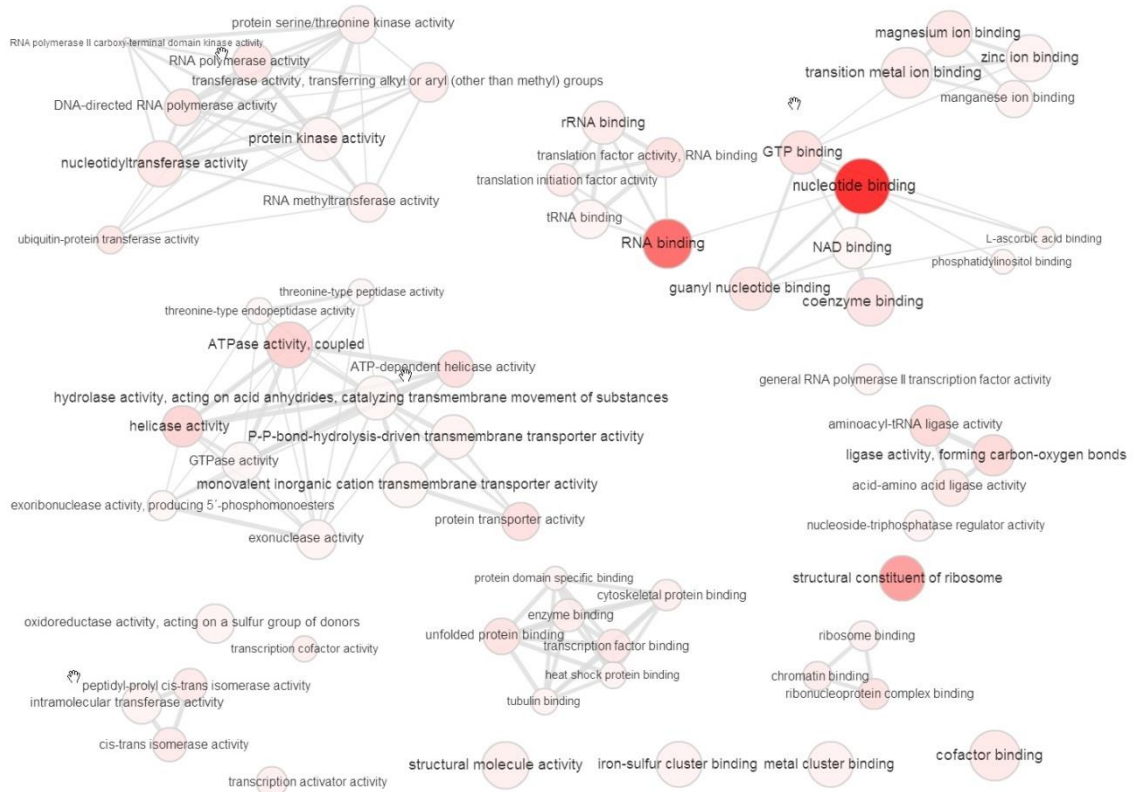 protein serine/threonine kinase activity
RNA polymerase II carboxy-terminal domain kinase activity
RNA polymerase activity
transferase activity, transferring alkyl or aryl (other than methyl) groups
DNA-directed RNA polymerase activity
protein kinase activity
nucleotidyltransferase activity
RNA methyltransferase activity
ubiquitin-protein transferase activity
rRNA binding
translation factor activity, RNA binding
translation initiation factor activity
tRNA binding
RNA binding
magnesium ion binding
zinc ion binding
transition metal ion binding
manganese ion binding
GTP binding
nucleotide binding
L-ascorbic acid binding
NAD binding
phosphatidylinositol binding
guanyl nucleotide binding
coenzyme binding
threonine-type peptidase activity
threonine-type endopeptidase activity
ATPase activity, coupled
ATP-dependent helicase activity
hydrolase activity, acting on acid anhydrides, catalyzing transmembrane movement of substances
helicase activity
P-P-bond-hydrolysis-driven transmembrane transporter activity
GTPase activity
monovalent inorganic cation transmembrane transporter activity
exoribonuclease activity, producing 5´-phosphomonoesters
protein transporter activity
exonuclease activity
general RNA polymerase II transcription factor activity
aminoacyl-tRNA ligase activity
ligase activity, forming carbon-oxygen bonds
acid-amino acid ligase activity
nucleoside-triphosphatase regulator activity
structural constituent of ribosome
protein domain specific binding
cytoskeletal protein binding
enzyme binding
unfolded protein binding
transcription factor binding
heat shock protein binding
tubulin binding
ribosome binding
chromatin binding
ribonucleoprotein complex binding
oxidoreductase activity, acting on a sulfur group of donors
transcription cofactor activity
peptidyl-prolyl cis-trans isomerase activity
intramolecular transferase activity
cis-trans isomerase activity
transcription activator activity
structural molecule activity
iron-sulfur cluster binding
metal cluster binding
cofactor binding